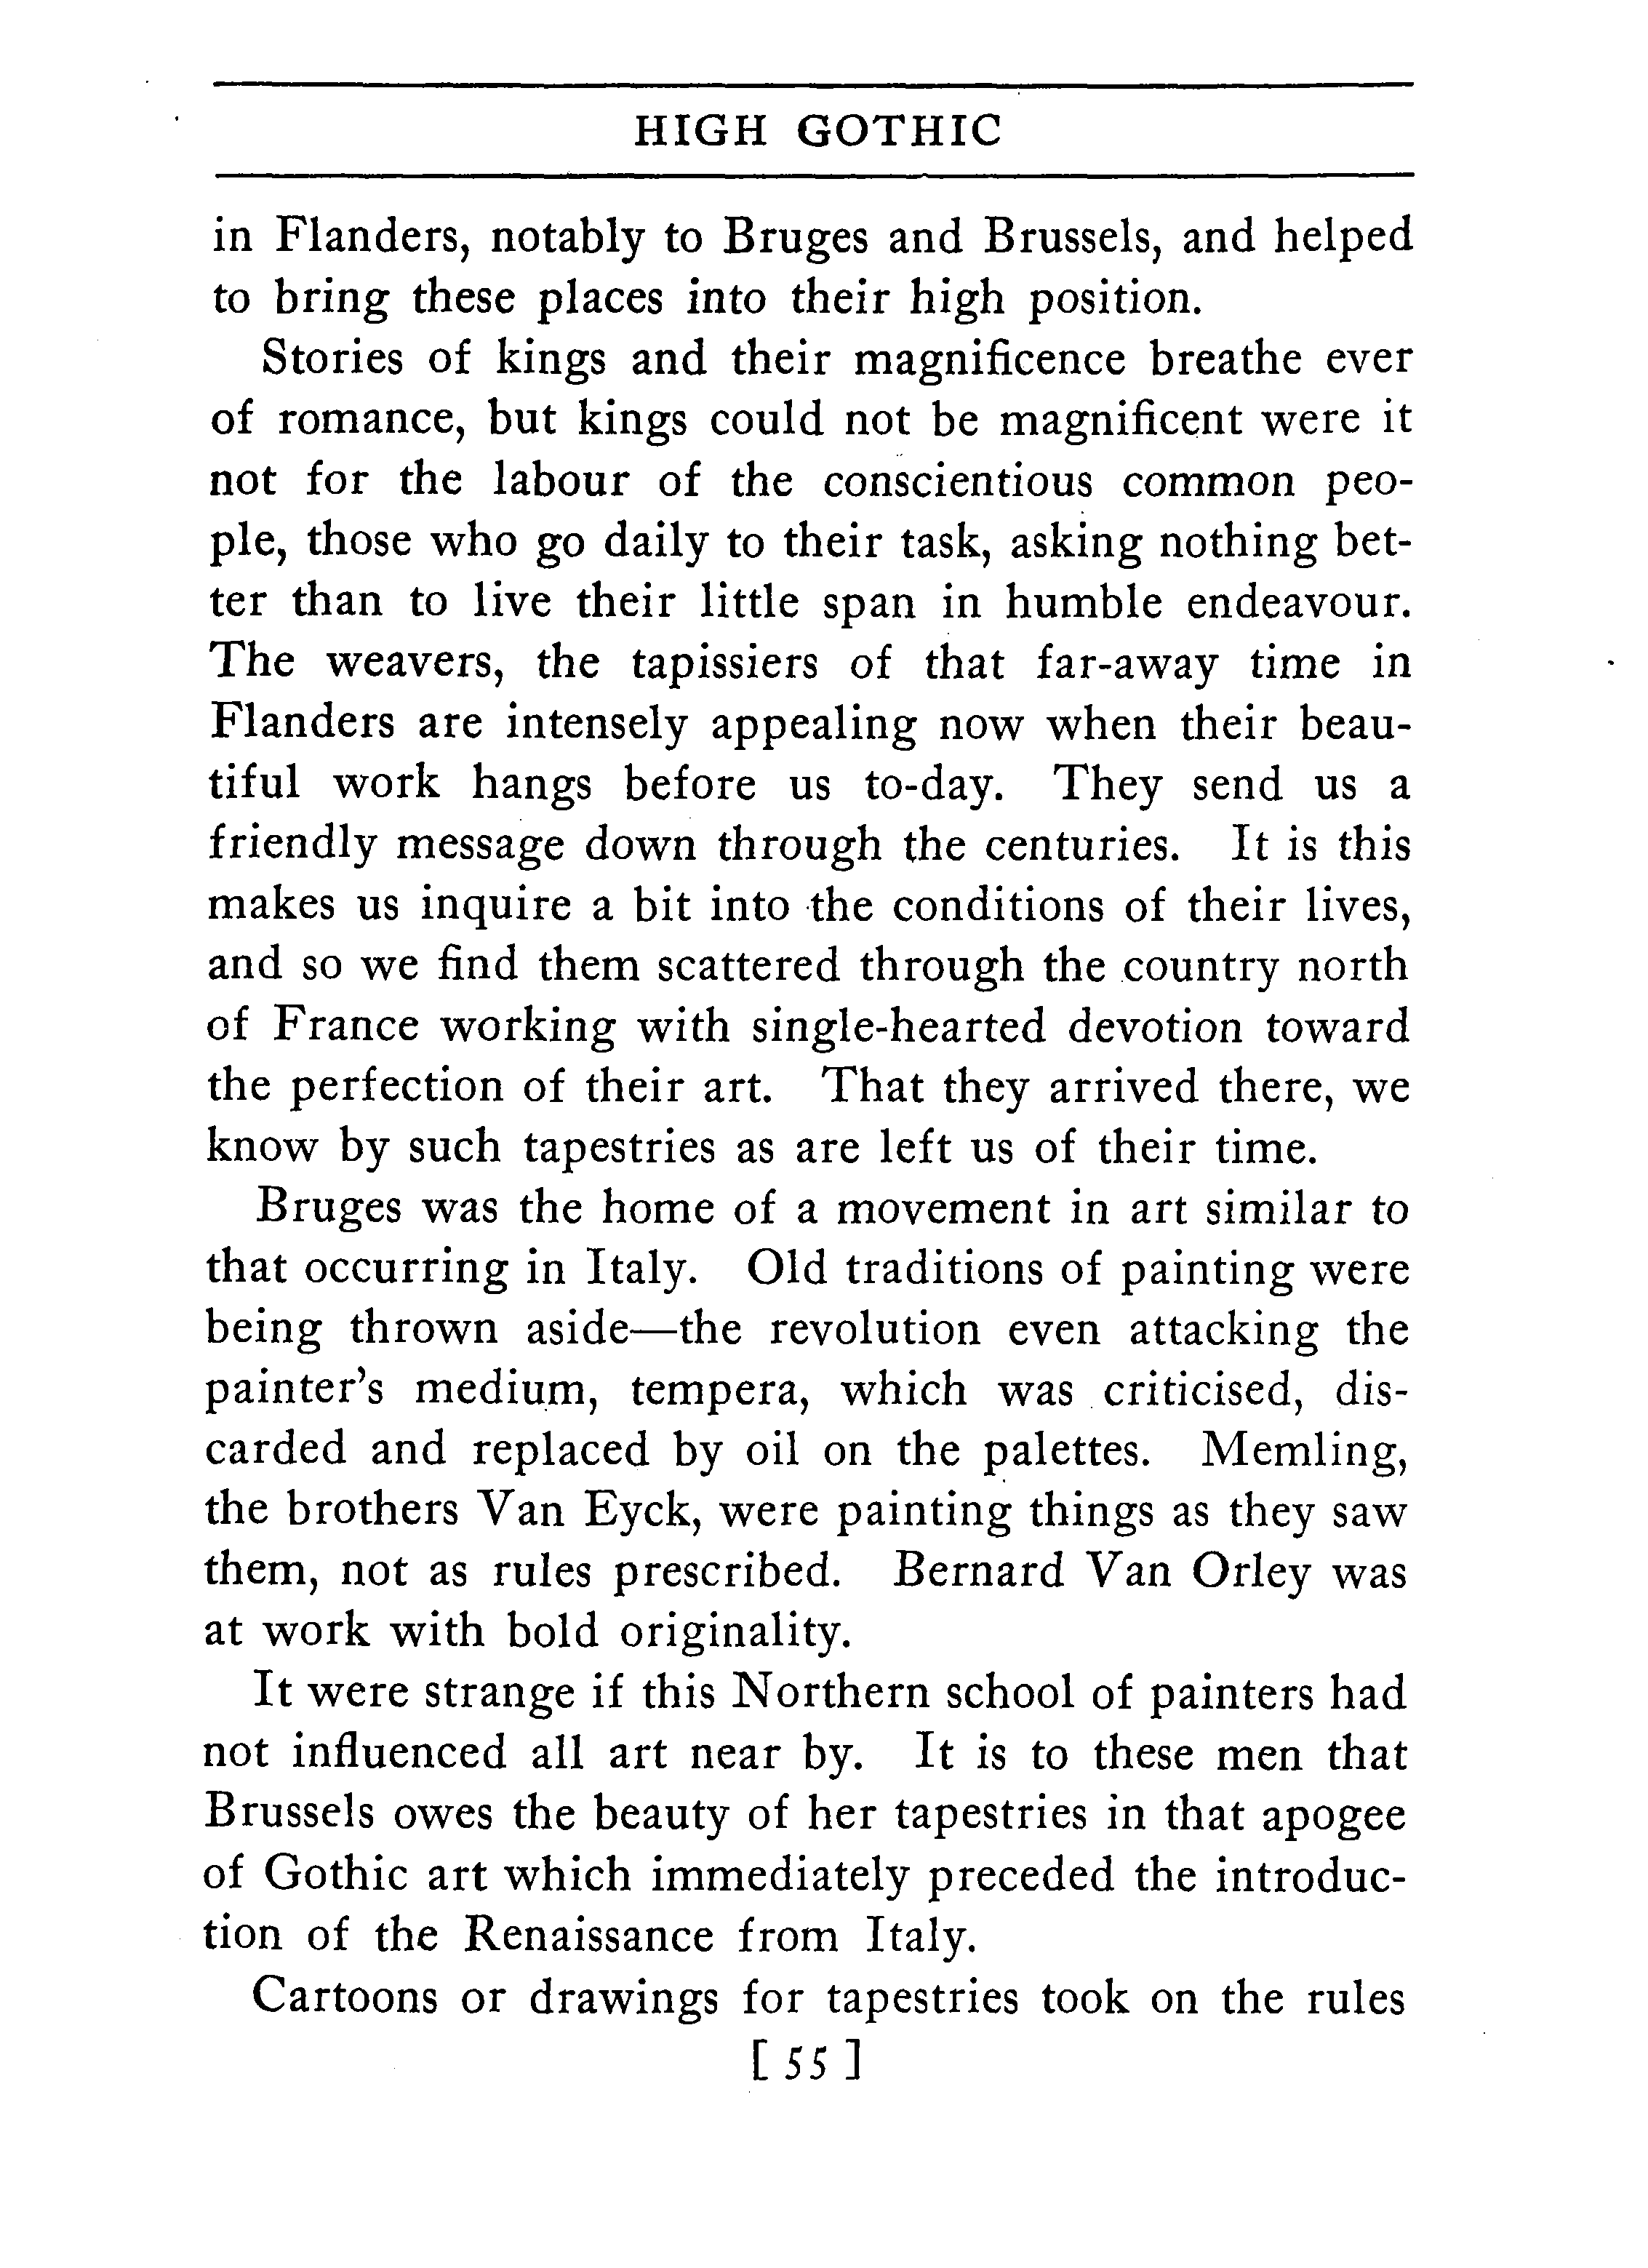 HIGH GOTHIC
in Flanders, notably to Bruges and Brussels, and helped
to bring these places into their high position.
Stories of kings and their magnificence breathe ever
of romance, but kings could not be magnificent were it
not for the labour of the conscientious common peo-
ple, those who go daily to their task, asking nothing bet-
ter than to live their little span in humble endeavour.
The weavers, the tapissiers of that far-away time in
Flanders are intensely appealing now when their beau-
tiful work hangs before us to-day. They send us a
friendly message down through the centuries. It is this
makes us inquire a bit into the conditions of their lives,
and so we find them scattered through the country north
of France working with single-hearted devotion toward
the perfection of their art. That they arrived there, we
know by such tapestries as are left us of their time.
Bruges was the home of a movement in art similar to
that occurring in Italy. Old traditions of painting were
being thrown aside—the revolution even attacking the
painter's medium, tempera, which was criticised, dis-
carded and replaced by oil on the palettes. Memling,
the brothers Van Eyck, were painting things as they saw
them, not as rules prescribed. Bernard Van Orley was
at work with bold originality.
It were strange if this Northern school of painters had
not influenced all art near by. It is to these men that
Brussels owes the beauty of her tapestries in that apogee
of Gothic art which immediately preceded the introduc-
tion of the Renaissance from Italy.
Cartoons or drawings for tapestries took on the rules
[ 55 ]